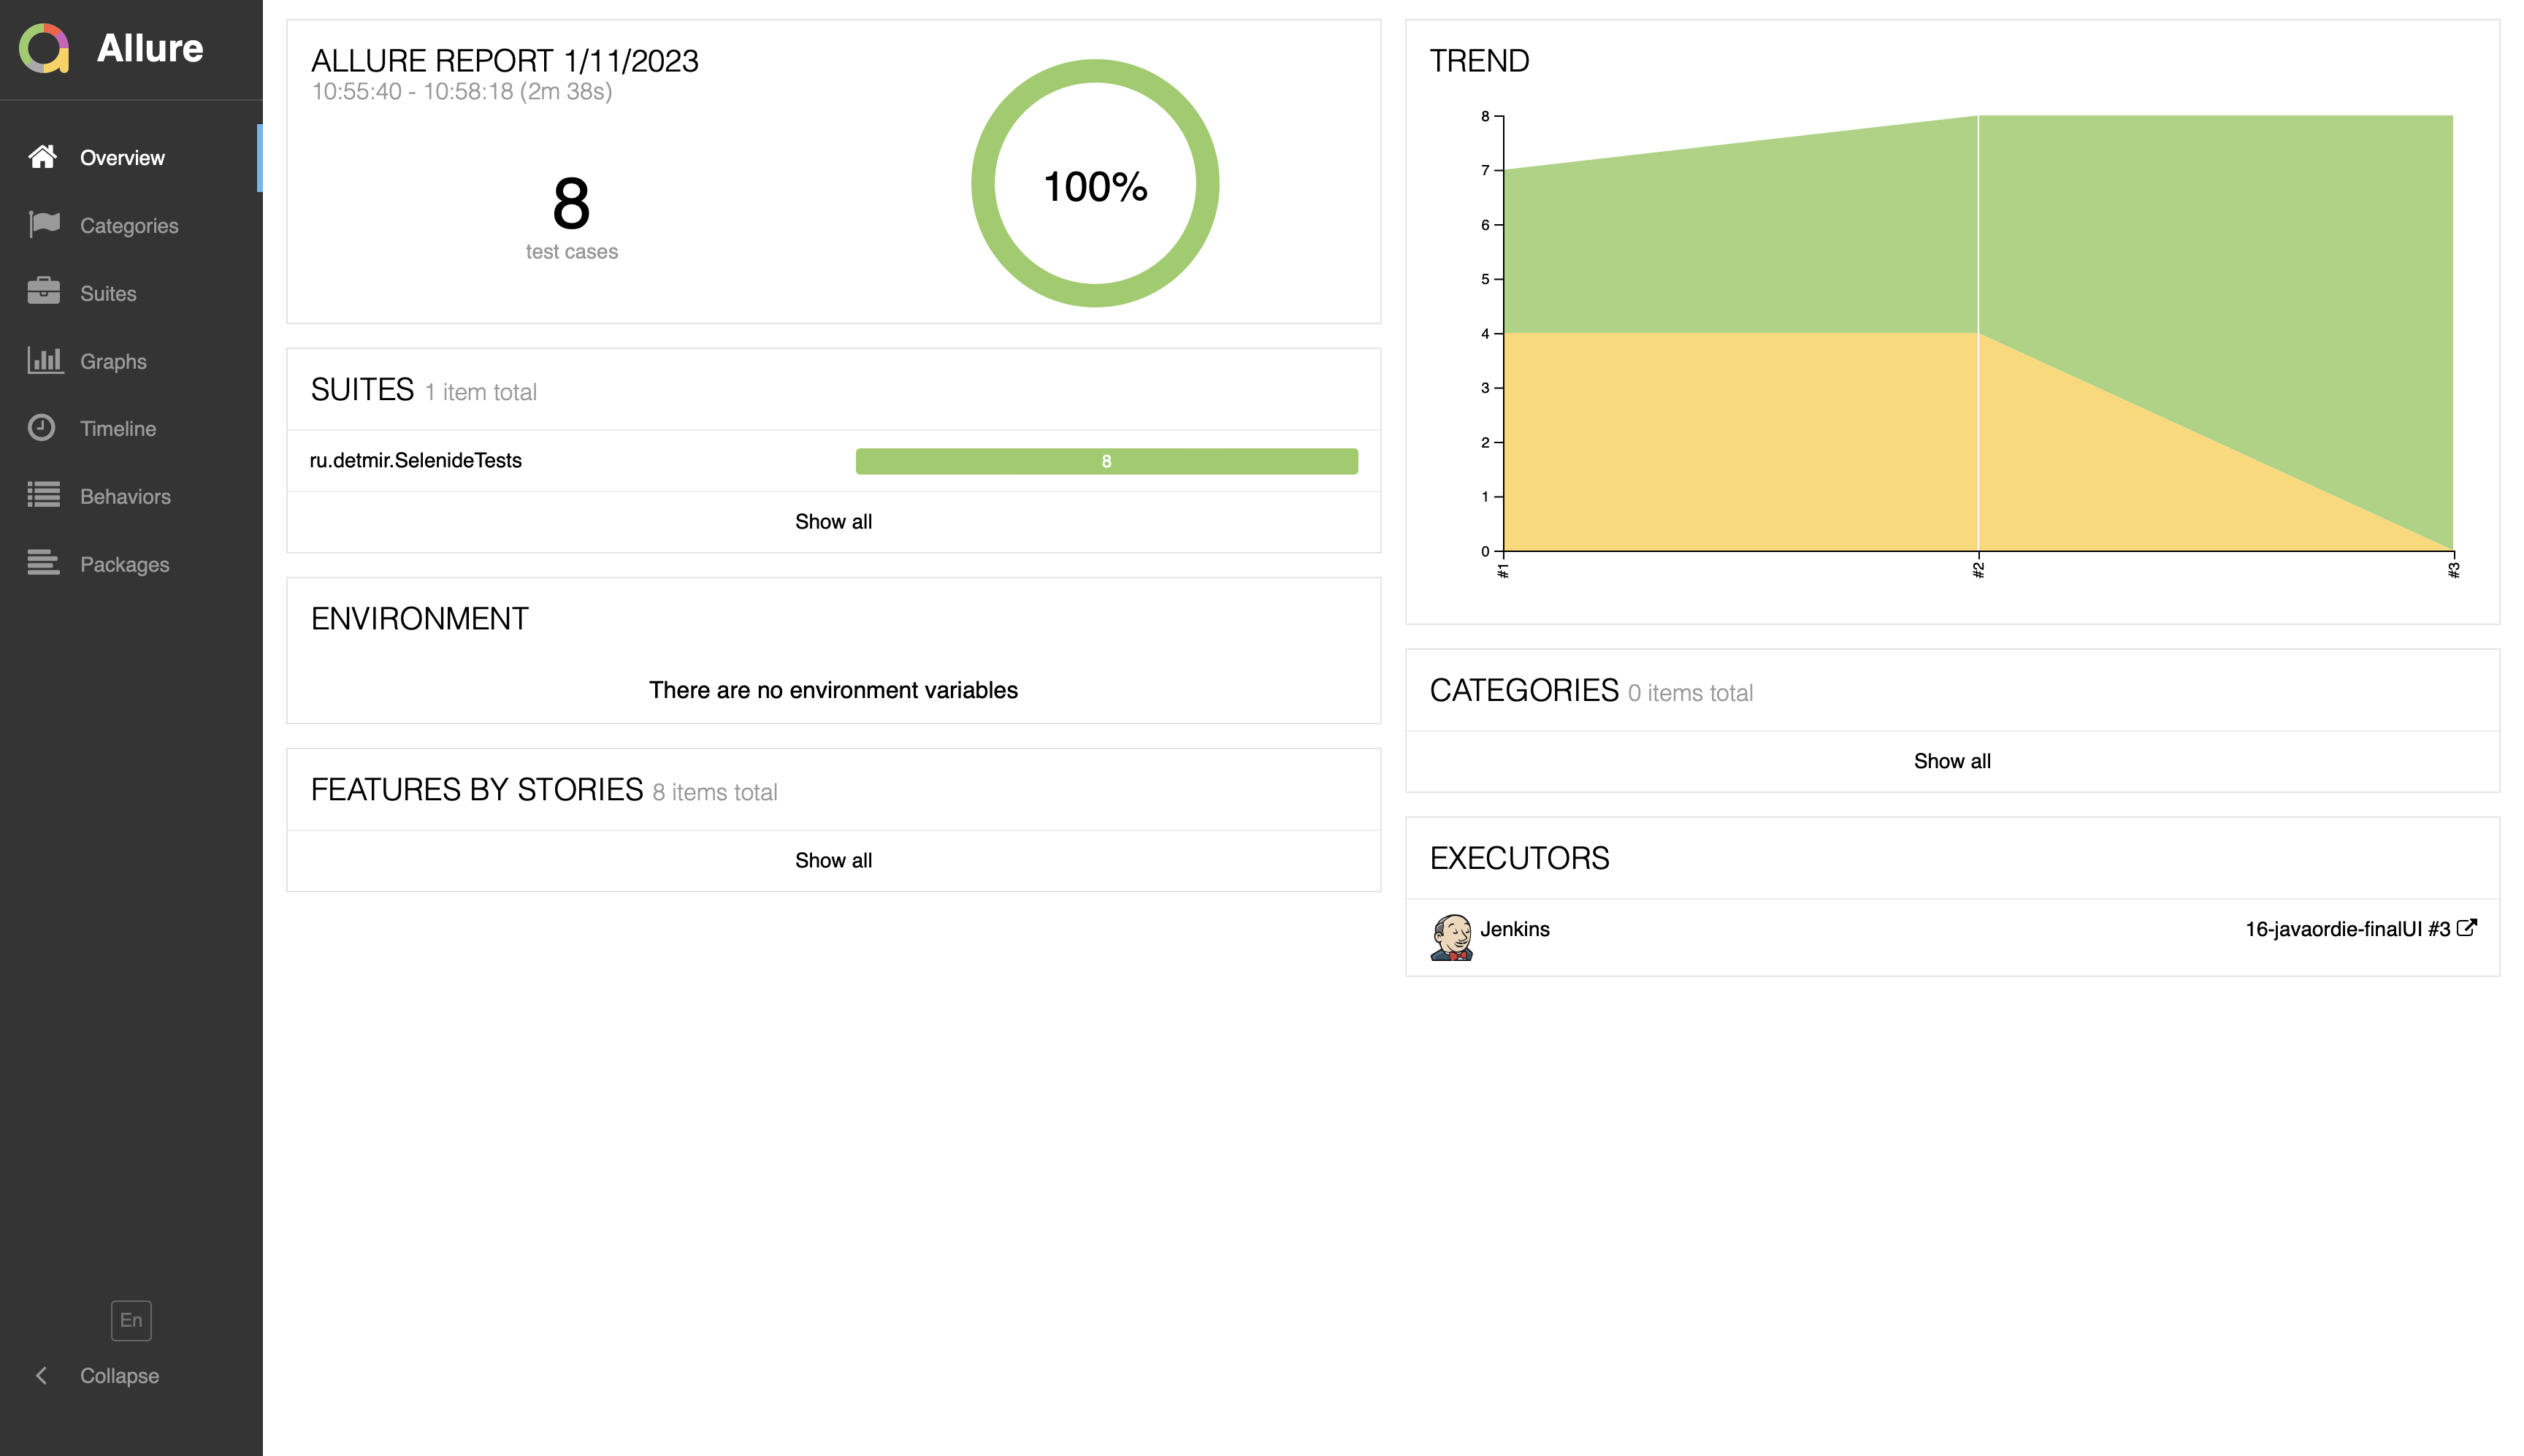 Allure
Overview
Categories
Suites
Graphs
Timeline
Behaviors
Packages
En
Collapse
ALLURE REPORT 1/11/2023
10:55:40 - 10:58:18 (2m 38s)
8
test cases
100%
SUITES 1 item total
ru.detmir.SelenideTests 8
Show all
ENVIRONMENT
There are no environment variables
FEATURES BY STORIES 8 items total
Show all
TREND
8
7
6
5
4
3
2
1
0
#1 #2 #3
CATEGORIES 0 items total
Show all
EXECUTORS
Jenkins 16-javaordie-finalUI #3